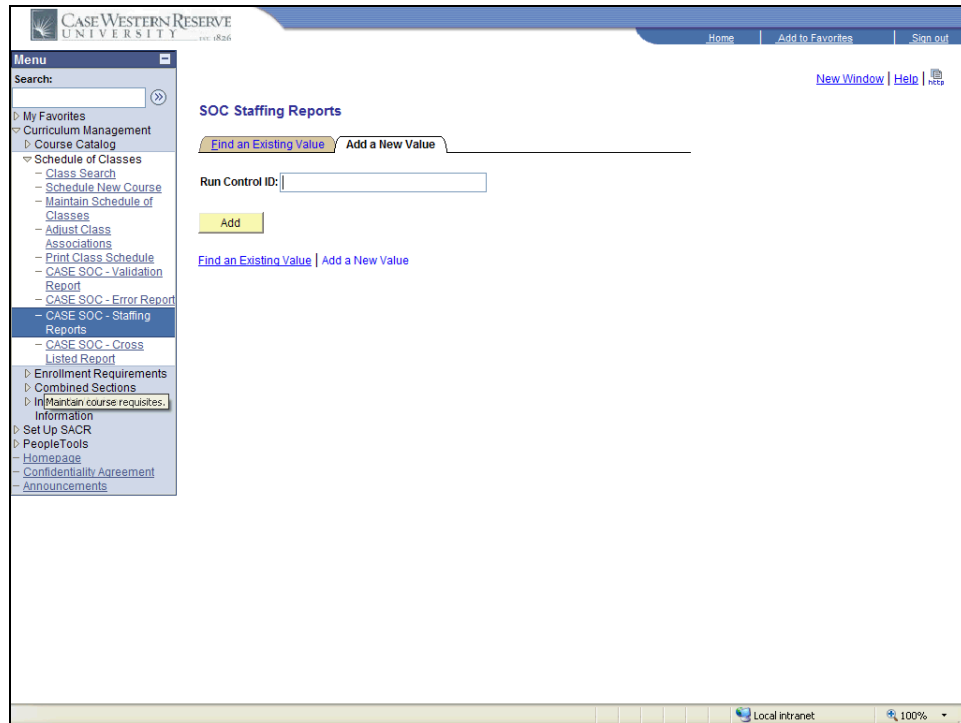 CASE WESTERN RESERVE
UNIVERSITY EST. 1826
Home
Add to Favorites
Sign out
Menu
Search:
My Favorites
Curriculum Management
Course Catalog
Schedule of Classes
Class Search
Schedule New Course
Maintain Schedule of
Classes
Adjust Class
Associations
Print Class Schedule
CASE SOC - Validation
Report
CASE SOC - Error Report
CASE SOC - Staffing
Reports
CASE SOC - Cross
Listed Report
Enrollment Requirements
Combined Sections
In
Maintain course requisites.
Information
Set Up SACR
PeopleTools
Homepage
Confidentiality Agreement
Announcements
New Window | Help | http
SOC Staffing Reports
Find an Existing Value
Add a New Value
Run Control ID:
Add
Find an Existing Value | Add a New Value
Local intranet
100%